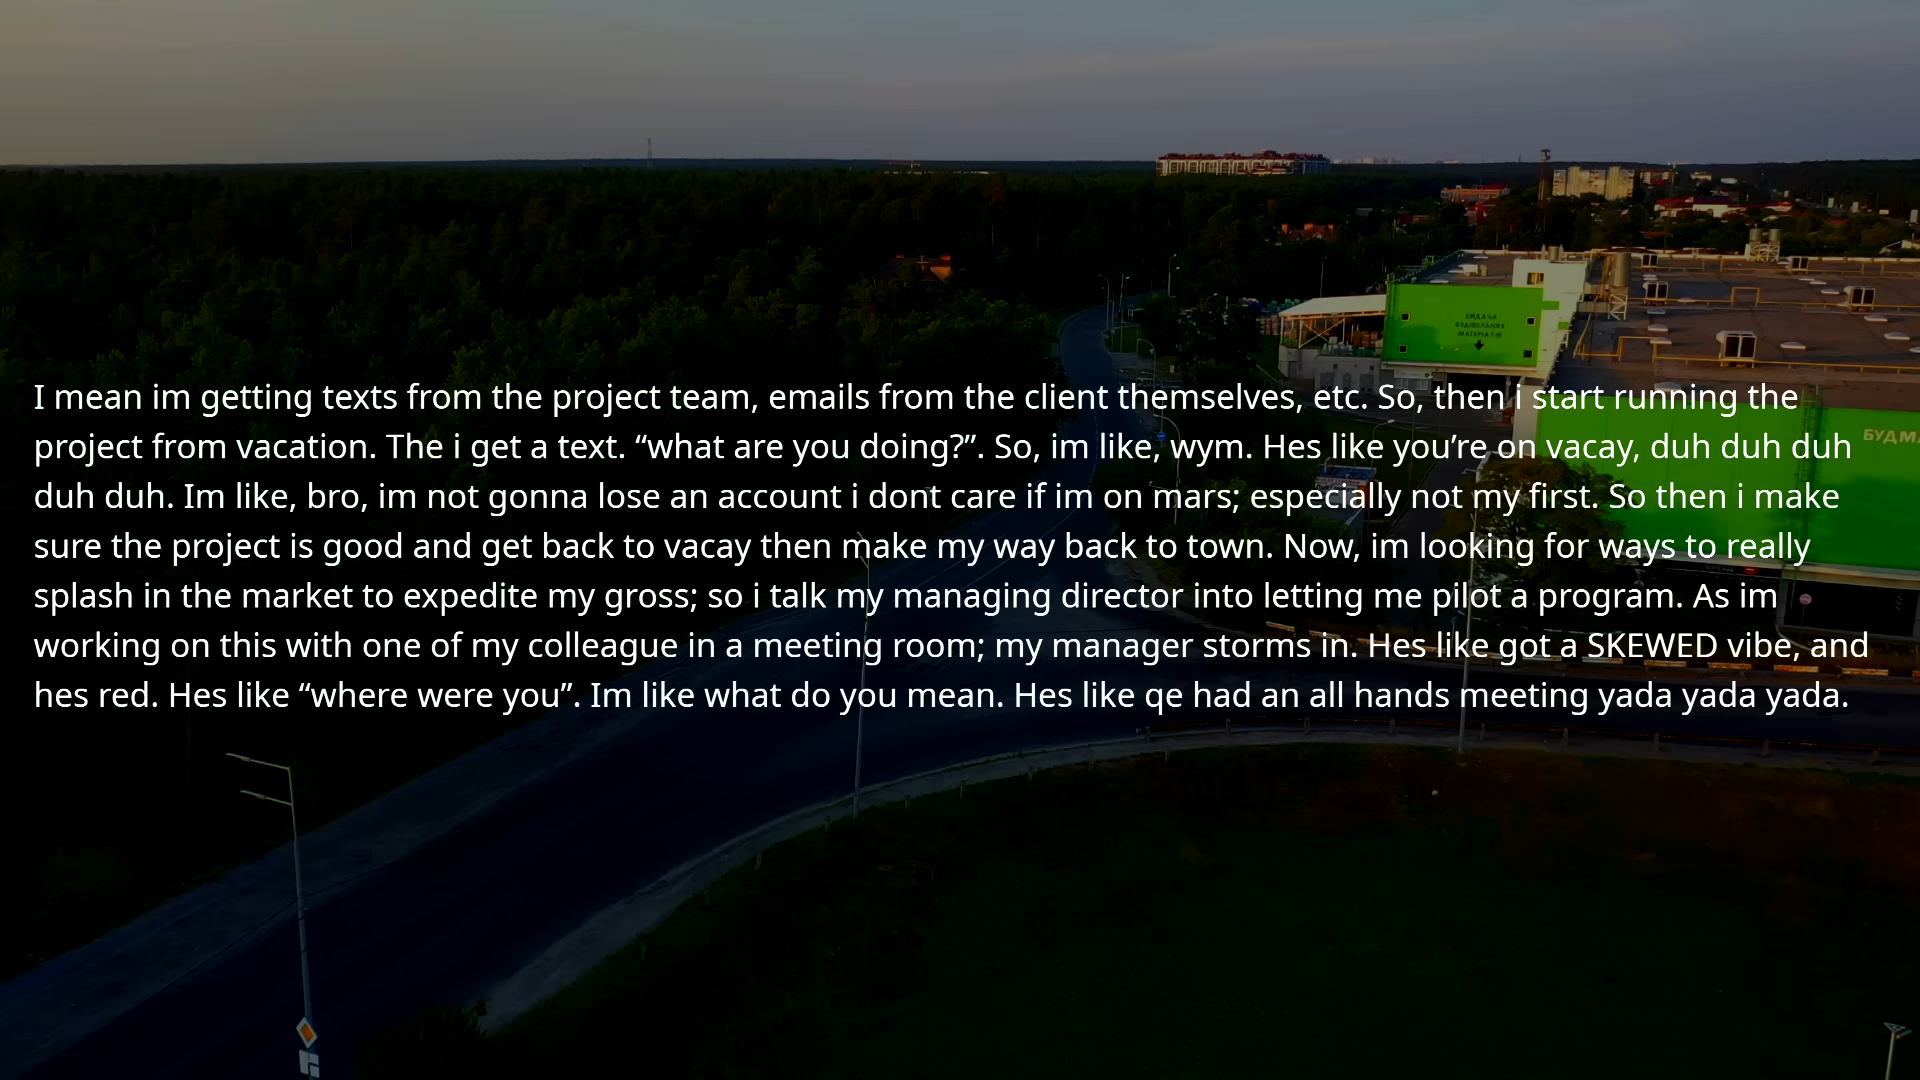 ВИДАЧА
БУДІВЕЛЬНИХ
МАТЕРІАЛІВ
I mean im getting texts from the project team, emails from the client themselves, etc. So, then i start running the
project from vacation. The i get a text. “what are you doing?”. So, im like, wym. Hes like you’re on vacay, duh duh duh
duh duh. Im like, bro, im not gonna lose an account i dont care if im on mars; especially not my first. So then i make
sure the project is good and get back to vacay then make my way back to town. Now, im looking for ways to really
splash in the market to expedite my gross; so i talk my managing director into letting me pilot a program. As im
working on this with one of my colleague in a meeting room; my manager storms in. Hes like got a SKEWED vibe, and
hes red. Hes like “where were you”. Im like what do you mean. Hes like qe had an all hands meeting yada yada yada.